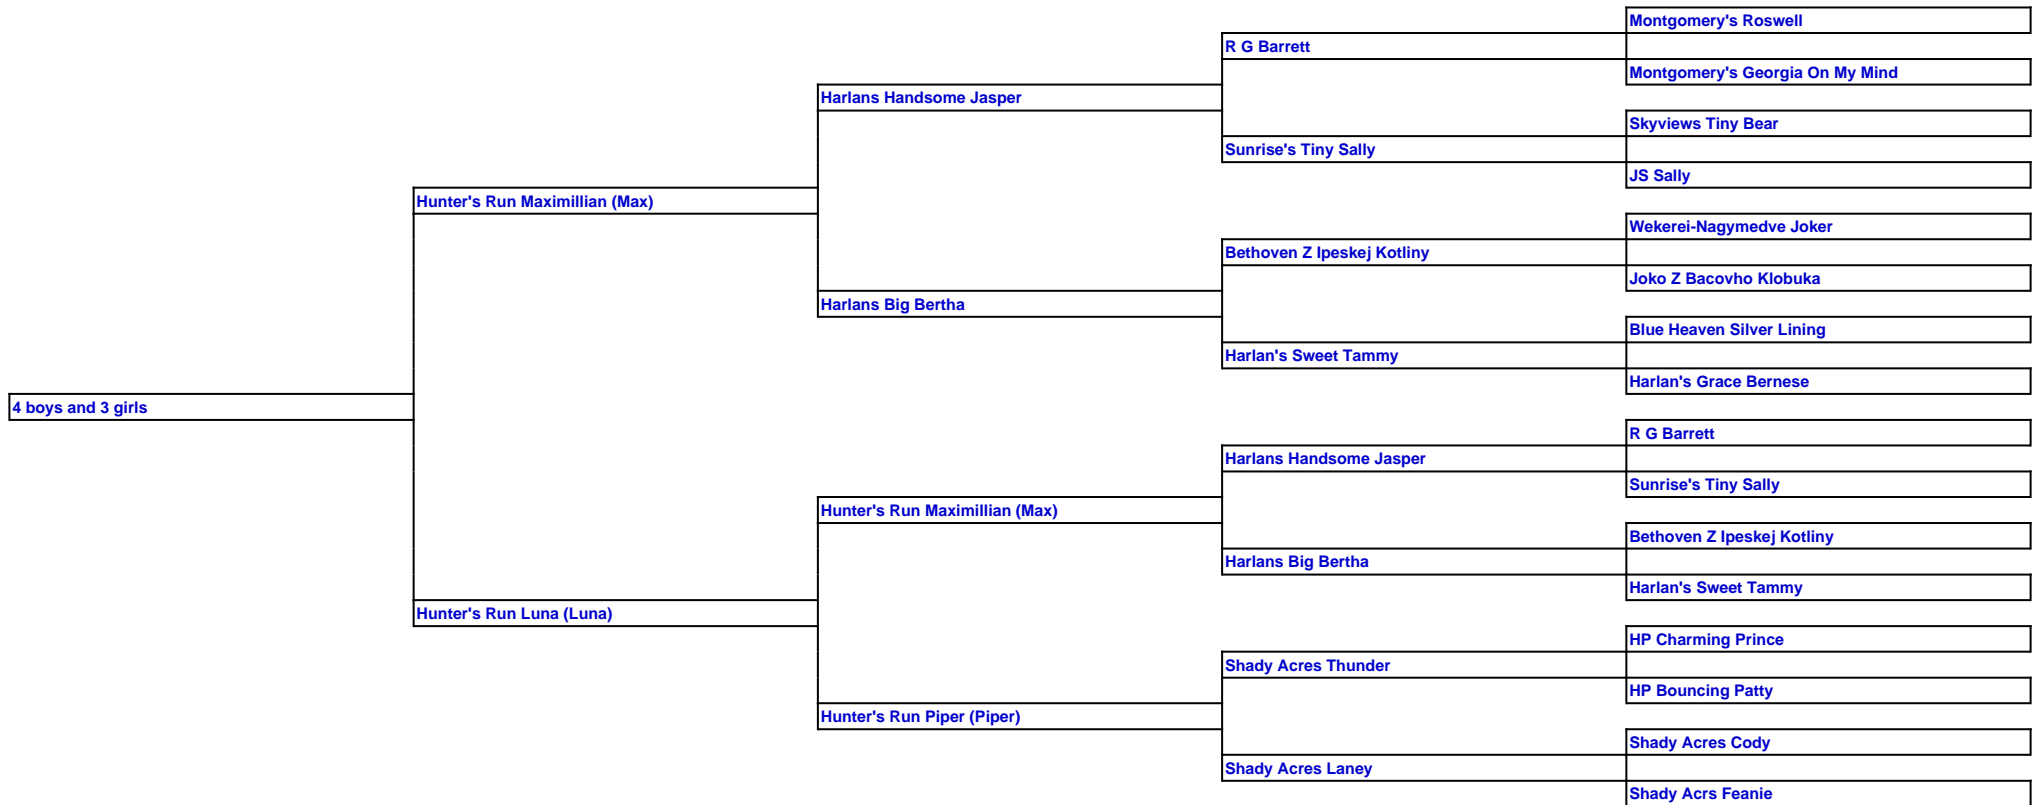 Montgomery's Roswell
R G Barrett
Montgomery's Georgia On My Mind
Harlans Handsome Jasper
Skyviews Tiny Bear
Sunrise's Tiny Sally
JS Sally
Hunter's Run Maximillian (Max)
Wekerei-Nagymedve Joker
Bethoven Z Ipeskej Kotliny
Joko Z Bacovho Klobuka
Harlans Big Bertha
Blue Heaven Silver Lining
Harlan's Sweet Tammy
Harlan's Grace Bernese
4 boys and 3 girls
R G Barrett
Harlans Handsome Jasper
Sunrise's Tiny Sally
Hunter's Run Maximillian (Max)
Bethoven Z Ipeskej Kotliny
Harlans Big Bertha
Harlan's Sweet Tammy
Hunter's Run Luna (Luna)
HP Charming Prince
Shady Acres Thunder
HP Bouncing Patty
Hunter's Run Piper (Piper)
Shady Acres Cody
Shady Acres Laney
Shady Acrs Feanie